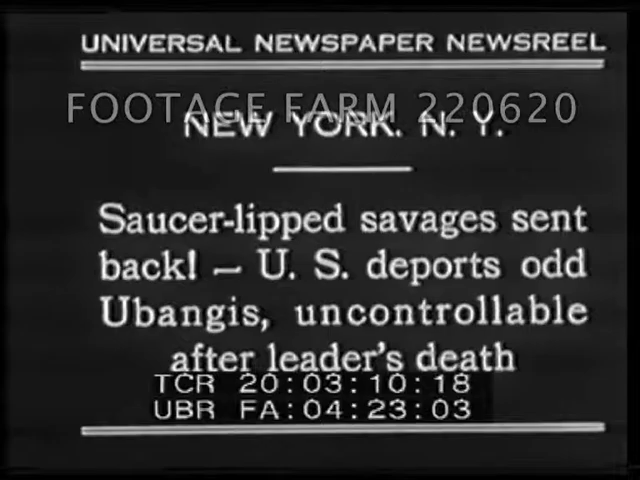 UNIVERSAL NEWSPAPER NEWSREEL
FOOTAGE FARM 220620
NEW YORK. N. Y.
Saucer-lipped savages sent
back! — U. S. deports odd
Ubangis, uncontrollable
after leader's death
TCR 20:03:10:18
UBR FA:04:23:03